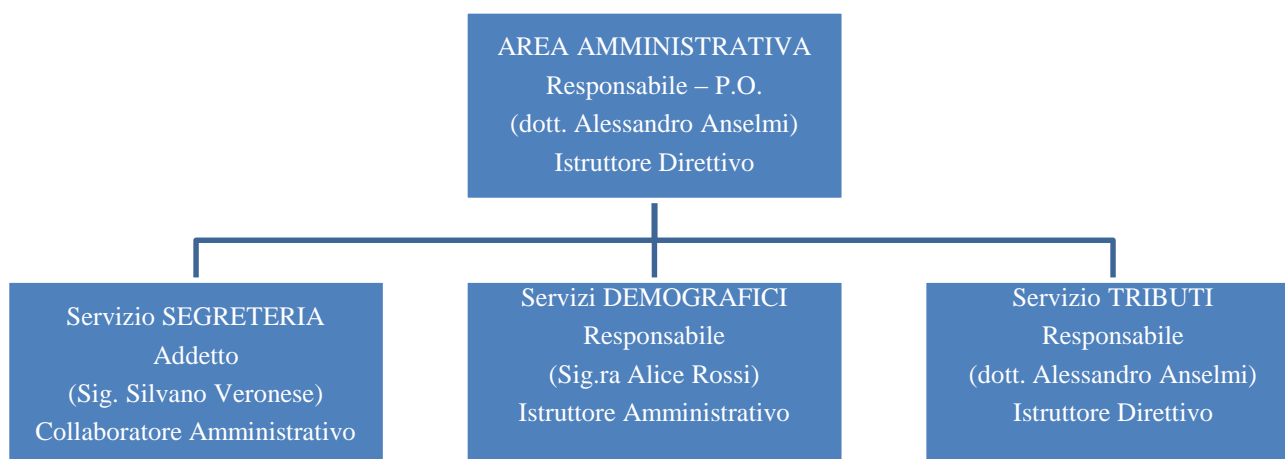 AREA AMMINISTRATIVA
Responsabile – P.O.
(dott. Alessandro Anselmi)
Istruttore Direttivo
Servizio SEGRETERIA
Addetto
(Sig. Silvano Veronese)
Collaboratore Amministrativo
Servizi DEMOGRAFICI
Responsabile
(Sig.ra Alice Rossi)
Istruttore Amministrativo
Servizio TRIBUTI
Responsabile
(dott. Alessandro Anselmi)
Istruttore Direttivo